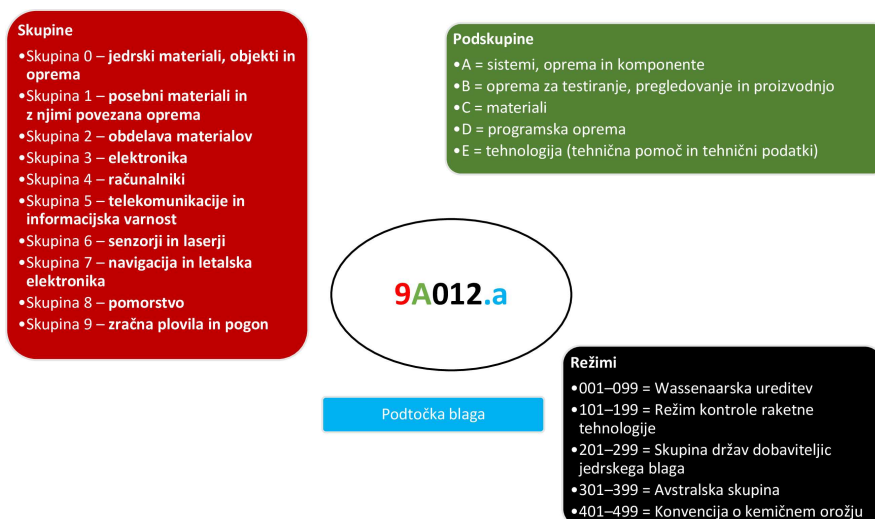 Skupine
•Skupina 0 – jedrski materiali, objekti in
oprema
•Skupina 1 – posebni materiali in
z njimi povezana oprema
•Skupina 2 – obdelava materialov
•Skupina 3 – elektronika
•Skupina 4 – računalniki
•Skupina 5 – telekomunikacije in
informacijska varnost
•Skupina 6 – senzorji in laserji
•Skupina 7 – navigacija in letalska
elektronika
•Skupina 8 – pomorstvo
•Skupina 9 – zračna plovila in pogon
Podskupine
•A = sistemi, oprema in komponente
•B = oprema za testiranje, pregledovanje in proizvodnjo
•C = materiali
•D = programska oprema
•E = tehnologija (tehnična pomoč in tehnični podatki)
9A012.a
Podtočka blaga
Režimi
•001–099 = Wassenaarska ureditev
•101–199 = Režim kontrole raketne
tehnologije
•201–299 = Skupina držav dobaviteljic
jedrskega blaga
•301–399 = Avstralska skupina
•401–499 = Konvencija o kemičnem orožju